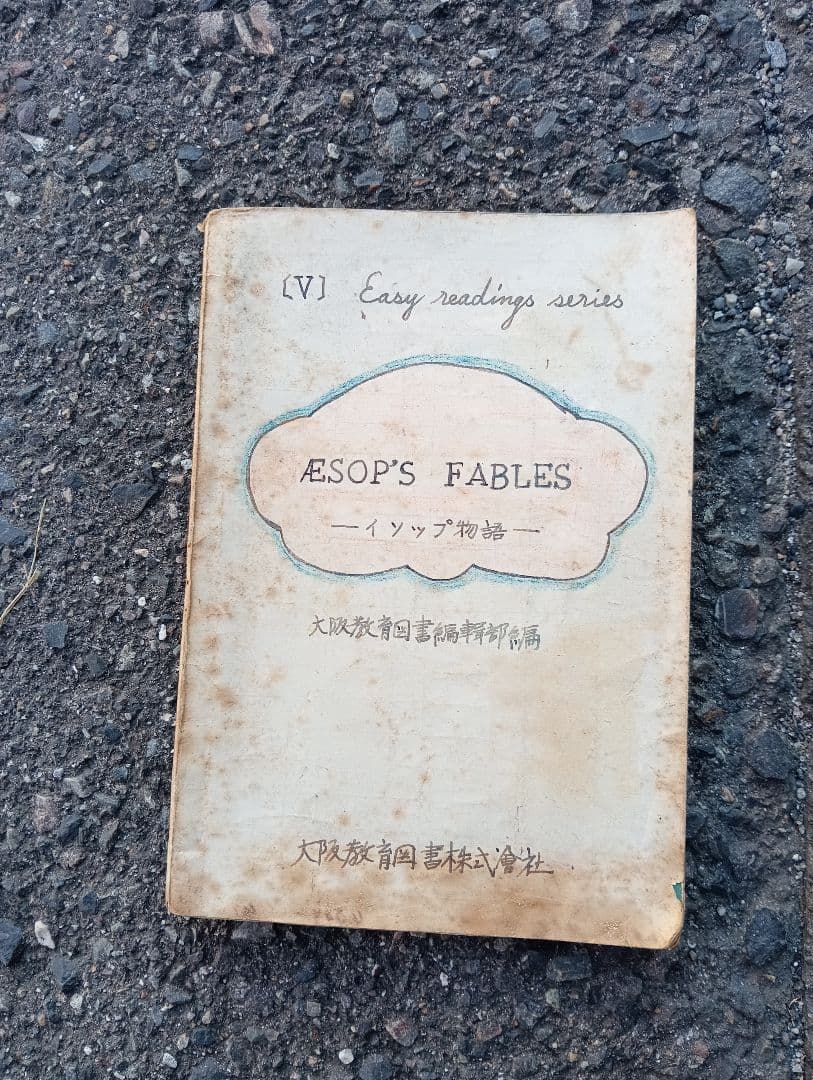 [V] Easy readings series
ÆSOP'S FABLES
—イソップ物語—
大阪教育図書編輯部編
大阪教育図書株式會社